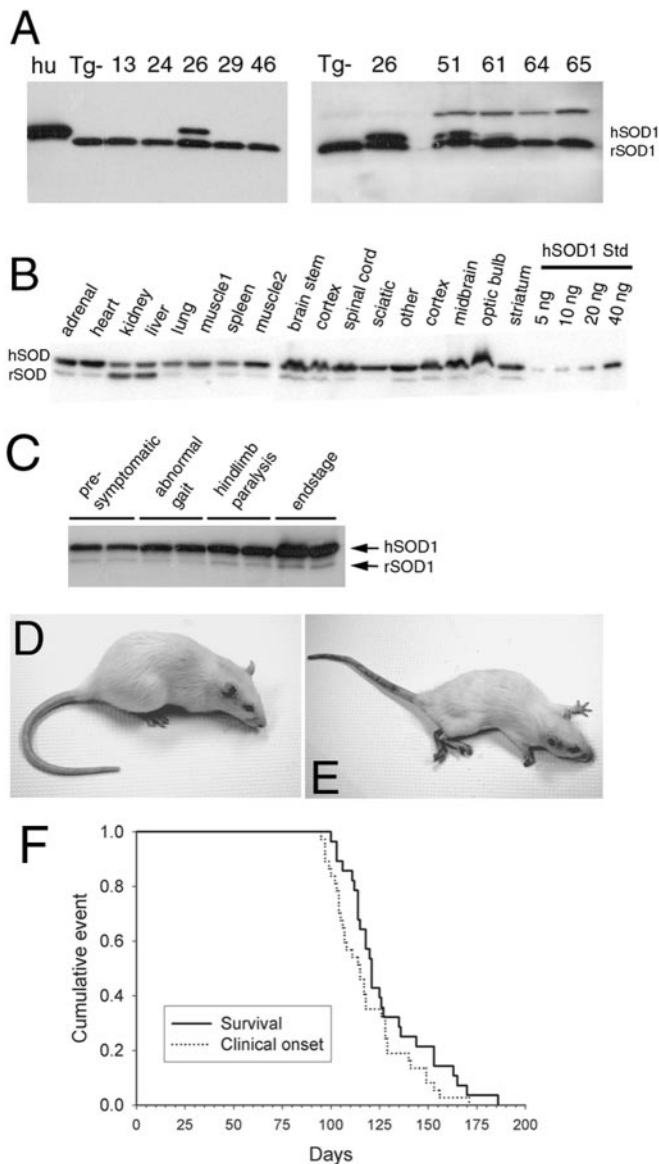 A
hu Tg- 13 24 26 29 46
Tg- 26 51 61 64 65
hSOD1
rSOD1
B
adrenal
heart
kidney
liver
lung
muscle1
spleen
muscle2
brain stem
cortex
spinal cord
sciatic
other
cortex
midbrain
optic bulb
striatum
hSOD1 Std
5 ng
10 ng
20 ng
40 ng
hSOD
rSOD
C
pre-
symptomatic
abnormal
gait
hindlimb
paralysis
endstage
hSOD1
rSOD1
D
E
F
Cumulative event
1.0
0.8
0.6
0.4
0.2
0.0
Survival
Clinical onset
0 25 50 75 100 125 150 175 200
Days